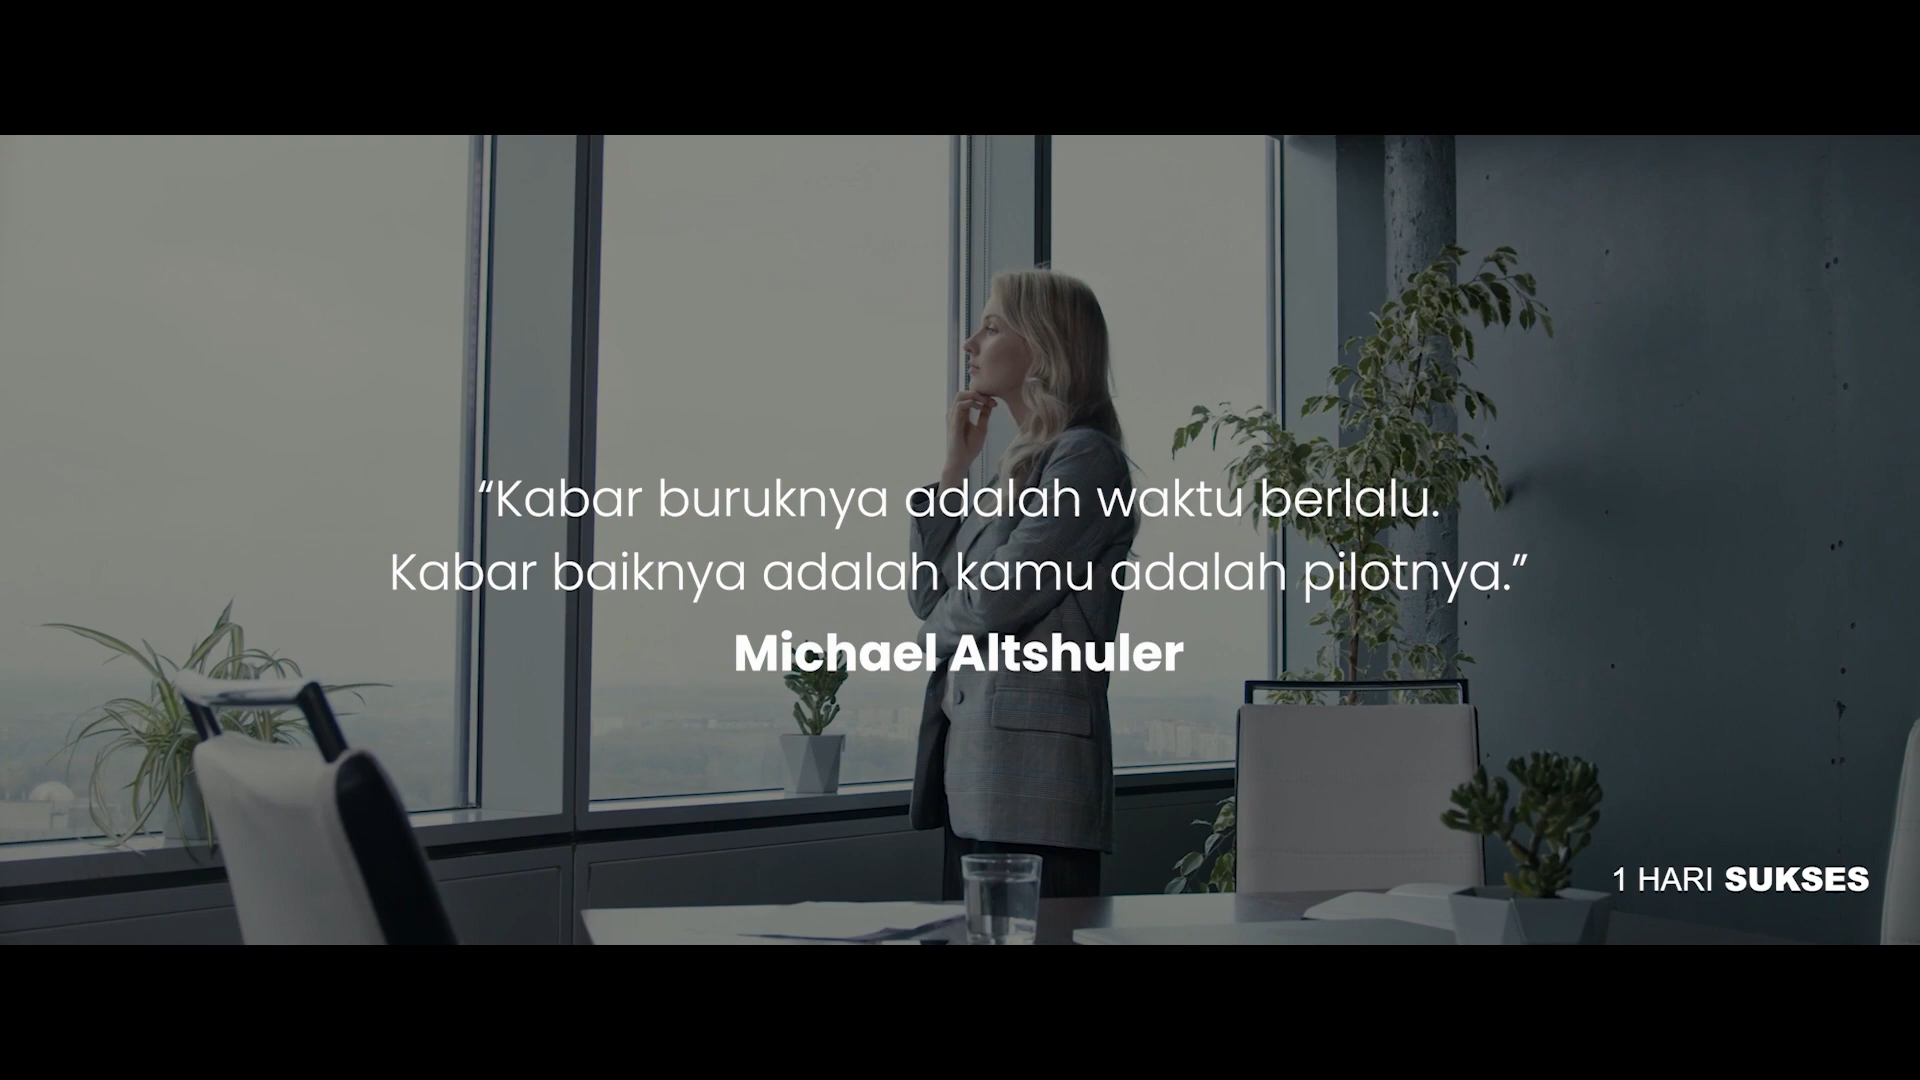 “Kabar buruknya adalah waktu berlalu.
Kabar baiknya adalah kamu adalah pilotnya.”
Michael Altshuler
1 HARI SUKSES